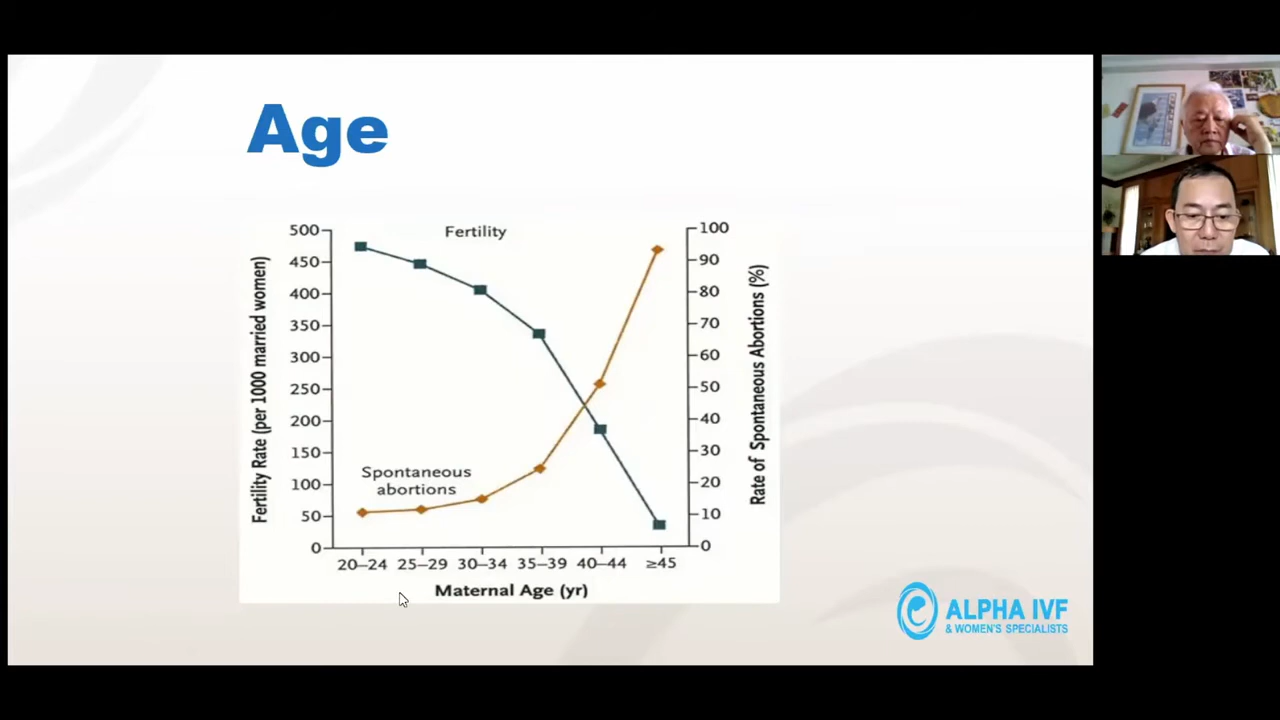 Age
Fertility
Spontaneous
abortions
Fertility Rate (per 1000 married women)
500
450
400
350
300
250
200
150
100
50
0
100
90
80
70
60
50
40
30
20
10
0
Rate of Spontaneous Abortions (%)
20–24 25–29 30–34 35–39 40–44 ≥45
Maternal Age (yr)
ALPHA IVF
& WOMEN'S SPECIALISTS